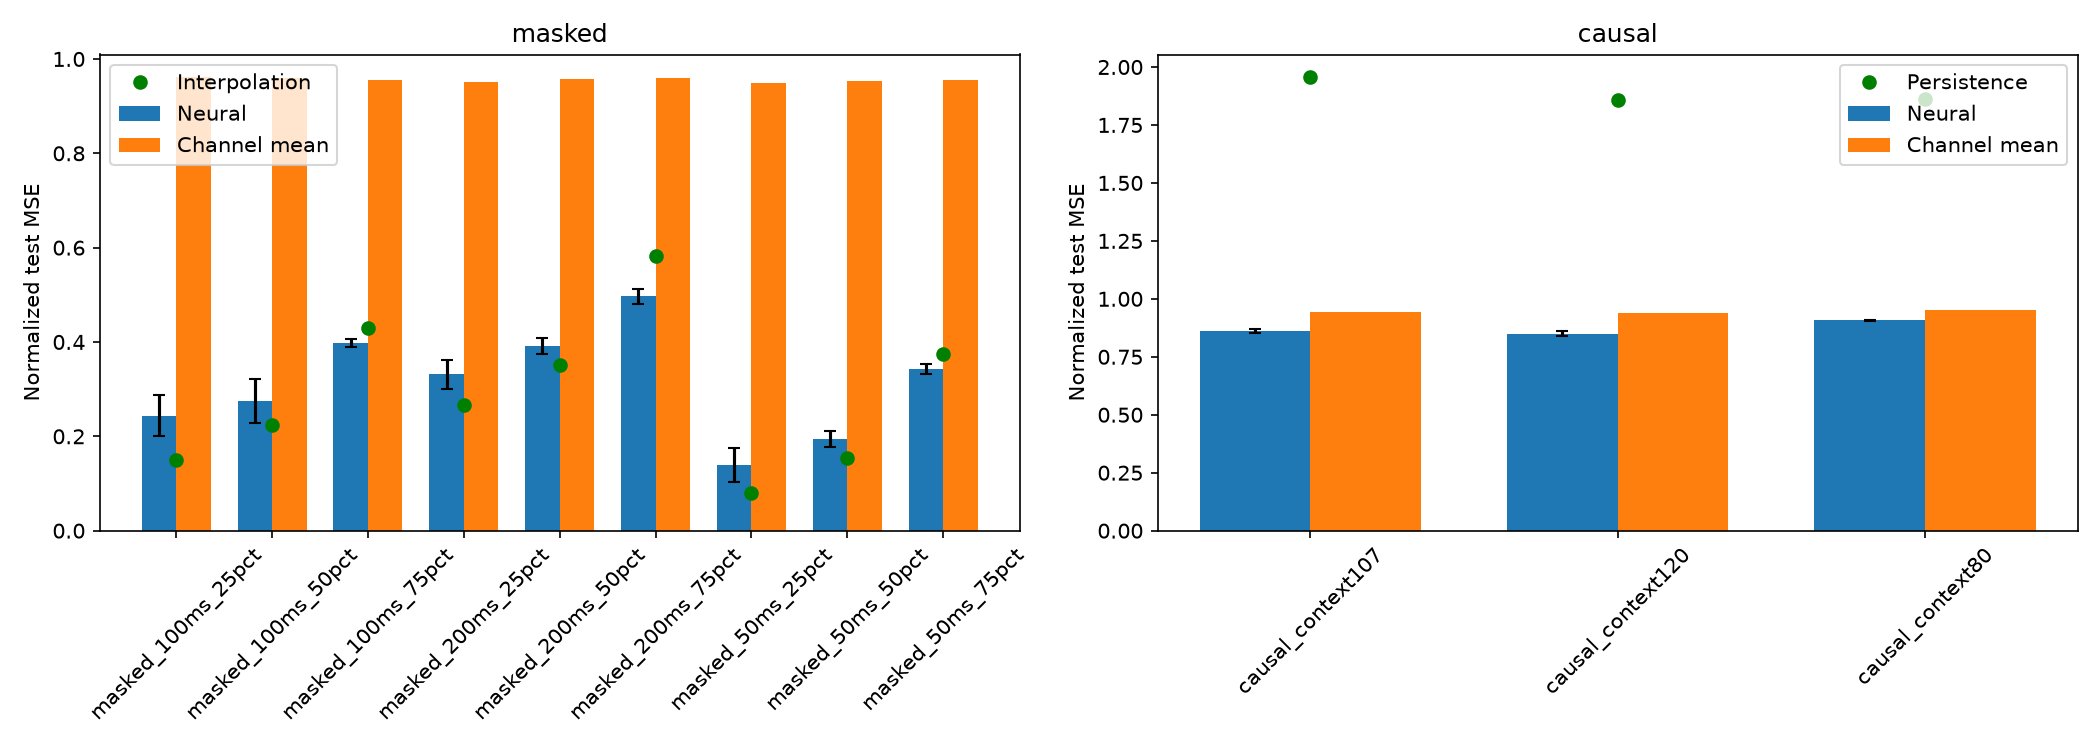 masked
Normalized test MSE
1.0
0.8
0.6
0.4
0.2
0.0
Interpolation
Neural
Channel mean
masked_100ms_25pct
masked_100ms_50pct
masked_100ms_75pct
masked_200ms_25pct
masked_200ms_50pct
masked_200ms_75pct
masked_50ms_25pct
masked_50ms_50pct
masked_50ms_75pct
causal
Normalized test MSE
2.00
1.75
1.50
1.25
1.00
0.75
0.50
0.25
0.00
Persistence
Neural
Channel mean
causal_context107
causal_context120
causal_context80